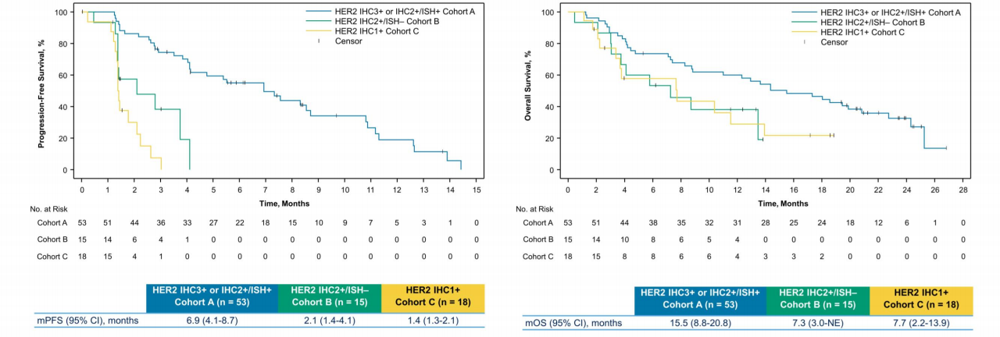 HER2 IHC3+ or IHC2+/ISH+ Cohort A
HER2 IHC2+/ISH– Cohort B
HER2 IHC1+ Cohort C
Censor
Progression-Free Survival, %
100
80
60
40
20
0
0 1 2 3 4 5 6 7 8 9 10 11 12 13 14 15
Time, Months
No. at Risk
Cohort A 53 51 44 36 33 27 22 18 15 10 9 7 5 3 1 0
Cohort B 15 14 6 4 1 0 0 0 0 0 0 0 0 0 0 0
Cohort C 18 15 4 1 0 0 0 0 0 0 0 0 0 0 0 0
HER2 IHC3+ or IHC2+/ISH+ HER2 IHC2+/ISH– HER2 IHC1+
Cohort A (n = 53) Cohort B (n = 15) Cohort C (n = 18)
mPFS (95% CI), months 6.9 (4.1-8.7) 2.1 (1.4-4.1) 1.4 (1.3-2.1)
HER2 IHC3+ or IHC2+/ISH+ Cohort A
HER2 IHC2+/ISH– Cohort B
HER2 IHC1+ Cohort C
Censor
Overall Survival, %
100
80
60
40
20
0
0 2 4 6 8 10 12 14 16 18 20 22 24 26 28
Time, Months
No. at Risk
Cohort A 53 51 44 38 35 32 31 28 25 24 18 12 6 1 0
Cohort B 15 14 10 8 6 5 4 0 0 0 0 0 0 0 0
Cohort C 18 15 8 8 6 6 4 3 3 2 0 0 0 0 0
HER2 IHC3+ or IHC2+/ISH+ HER2 IHC2+/ISH– HER2 IHC1+
Cohort A (n = 53) Cohort B (n = 15) Cohort C (n = 18)
mOS (95% CI), months 15.5 (8.8-20.8) 7.3 (3.0-NE) 7.7 (2.2-13.9)